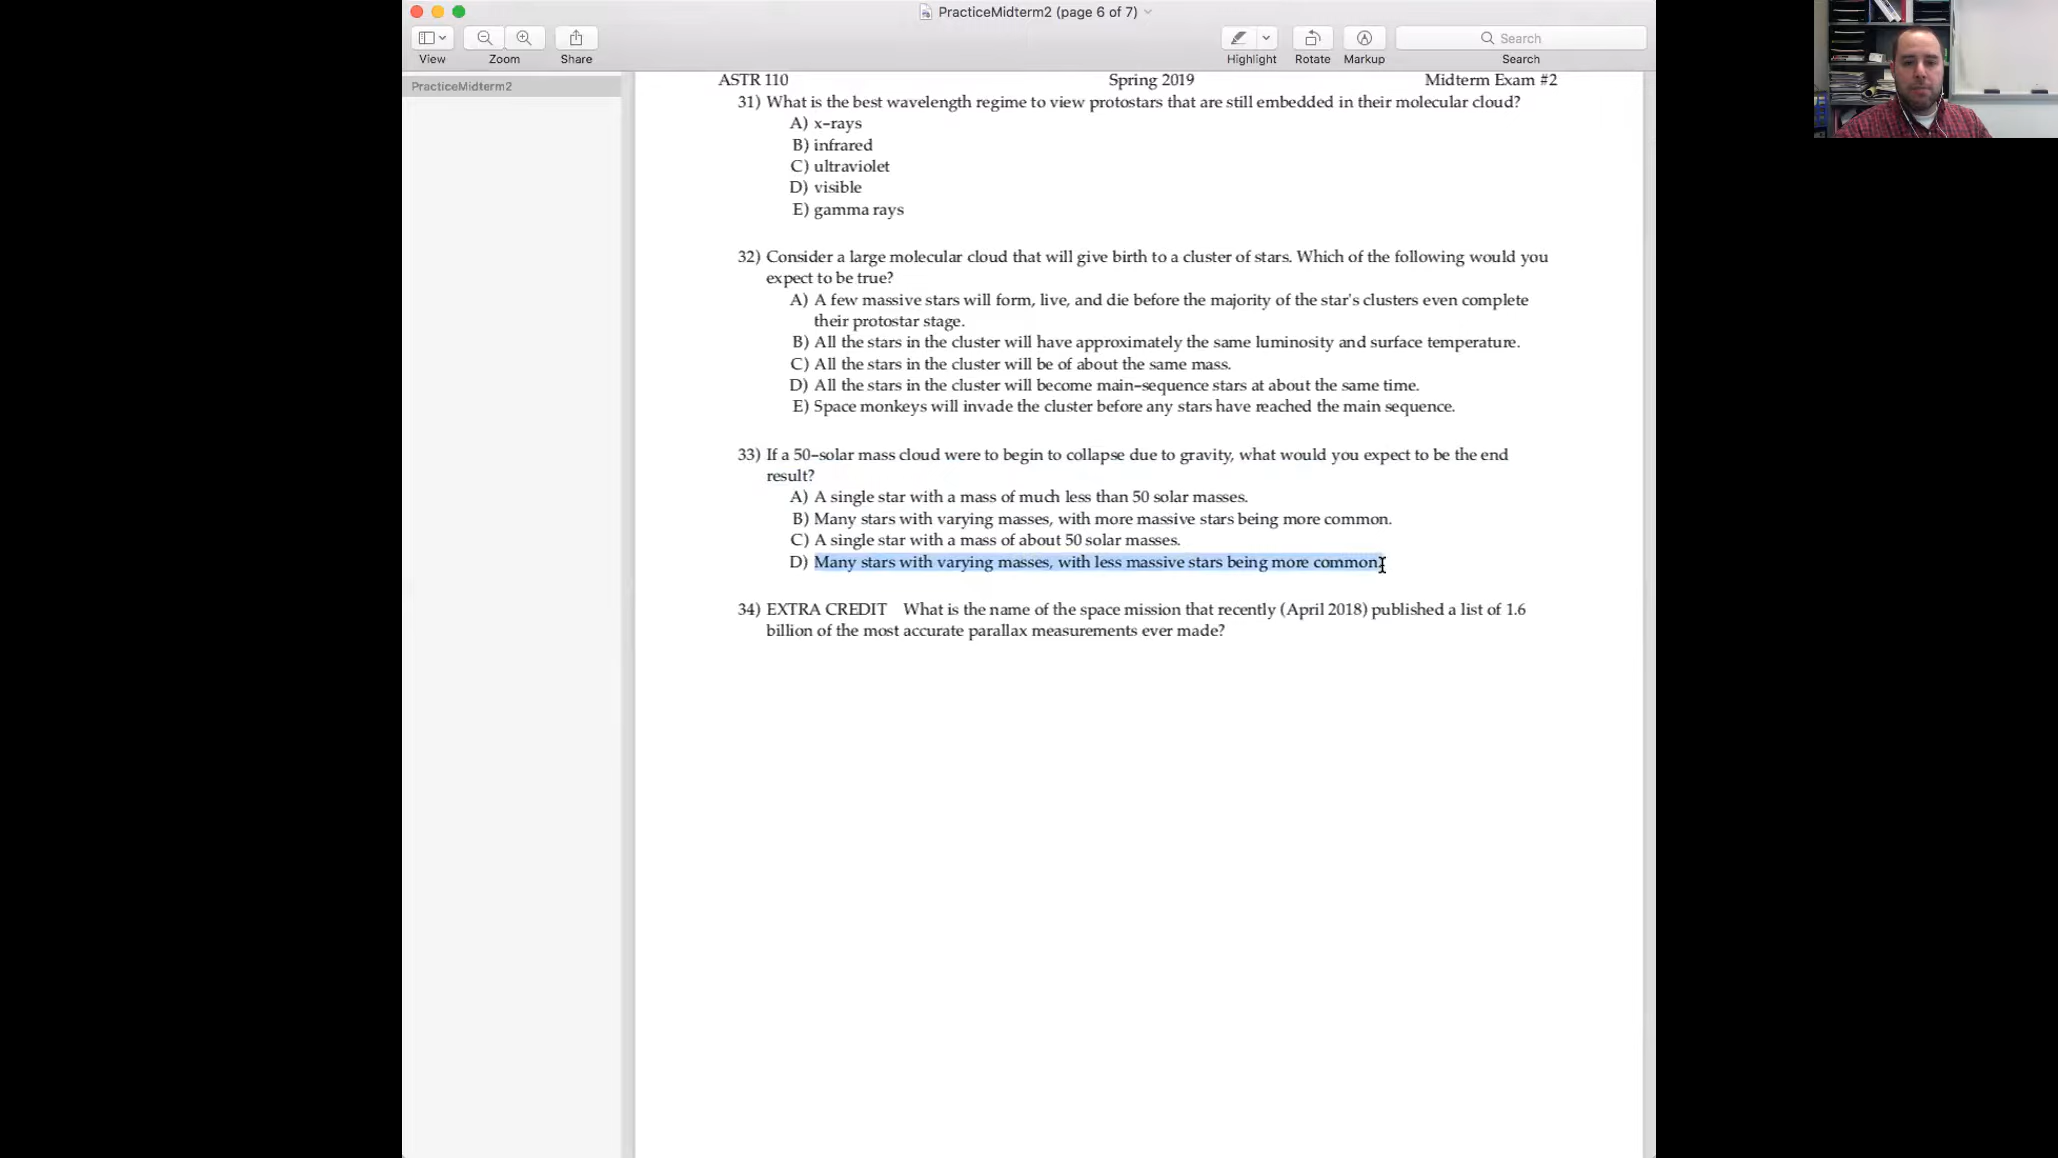 PracticeMidterm2 (page 6 of 7)
View
Zoom
Share
Highlight
Rotate
Markup
Search
Search
PracticeMidterm2
ASTR 110 Spring 2019 Midterm Exam #2
31) What is the best wavelength regime to view protostars that are still embedded in their molecular cloud?
A) x-rays
B) infrared
C) ultraviolet
D) visible
E) gamma rays
32) Consider a large molecular cloud that will give birth to a cluster of stars. Which of the following would you
expect to be true?
A) A few massive stars will form, live, and die before the majority of the star's clusters even complete
their protostar stage.
B) All the stars in the cluster will have approximately the same luminosity and surface temperature.
C) All the stars in the cluster will be of about the same mass.
D) All the stars in the cluster will become main-sequence stars at about the same time.
E) Space monkeys will invade the cluster before any stars have reached the main sequence.
33) If a 50-solar mass cloud were to begin to collapse due to gravity, what would you expect to be the end
result?
A) A single star with a mass of much less than 50 solar masses.
B) Many stars with varying masses, with more massive stars being more common.
C) A single star with a mass of about 50 solar masses.
D) Many stars with varying masses, with less massive stars being more common.
34) EXTRA CREDIT What is the name of the space mission that recently (April 2018) published a list of 1.6
billion of the most accurate parallax measurements ever made?